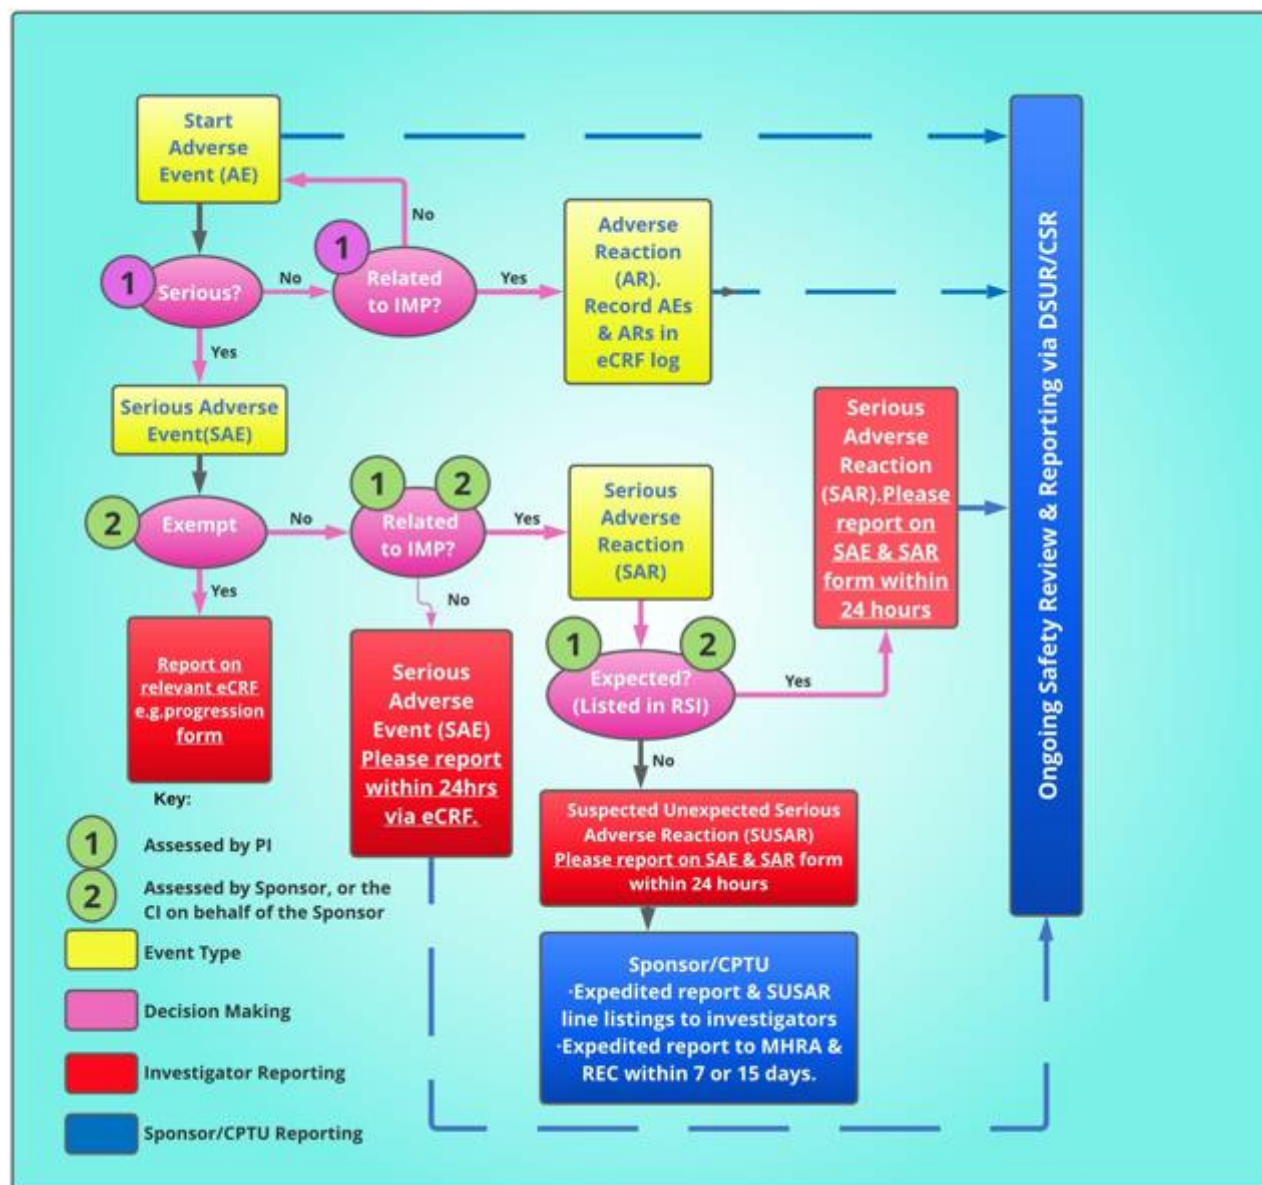 Start
Adverse
Event (AE)
No
1
1
Serious?
No
Related
to IMP?
Yes
Adverse
Reaction
(AR).
Record AEs
& ARs in
eCRF log
Yes
Serious Adverse
Event(SAE)
2
Exempt
No
1
2
Related
to IMP?
Yes
Serious
Adverse
Reaction
(SAR)
Serious
Adverse
Reaction
(SAR).Please
report on
SAE & SAR
form within
24 hours
Yes
No
Report on
relevant eCRF
e.g.progression
form
Serious
Adverse
Event (SAE)
Please report
within 24hrs
via eCRF.
1
2
Expected?
(Listed in RSI)
Yes
No
Suspected Unexpected Serious
Adverse Reaction (SUSAR)
Please report on SAE & SAR form
within 24 hours
Sponsor/CPTU
·Expedited report & SUSAR
line listings to investigators
·Expedited report to MHRA &
REC within 7 or 15 days.
Ongoing Safety Review & Reporting via DSUR/CSR
Key:
1 Assessed by PI
2 Assessed by Sponsor, or the
CI on behalf of the Sponsor
Event Type
Decision Making
Investigator Reporting
Sponsor/CPTU Reporting